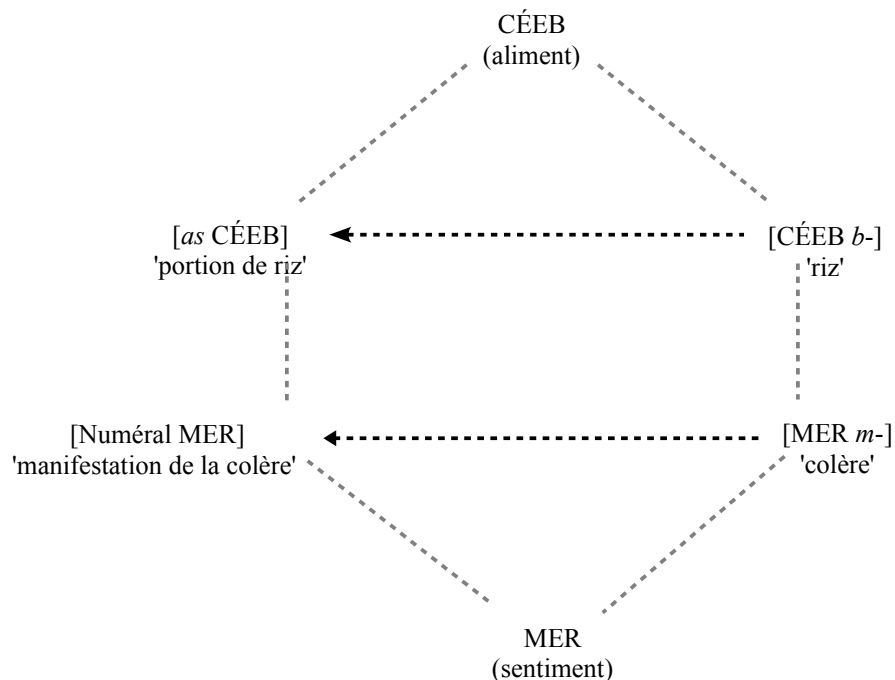 CÉEB
(aliment)
[as CÉEB]
'portion de riz'
[CÉEB b-]
'riz'
[Numéral MER]
'manifestation de la colère'
[MER m-]
'colère'
MER
(sentiment)